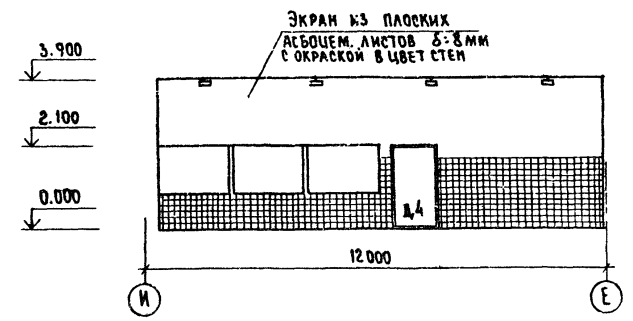 ЭКРАН ИЗ ПЛОСКИХ
АСБОЦЕМ. ЛИСТОВ δ=8ММ
С ОКРАСКОЙ В ЦВЕТ СТЕН
3.900
2.100
0.000
Д4
12000
И
Е